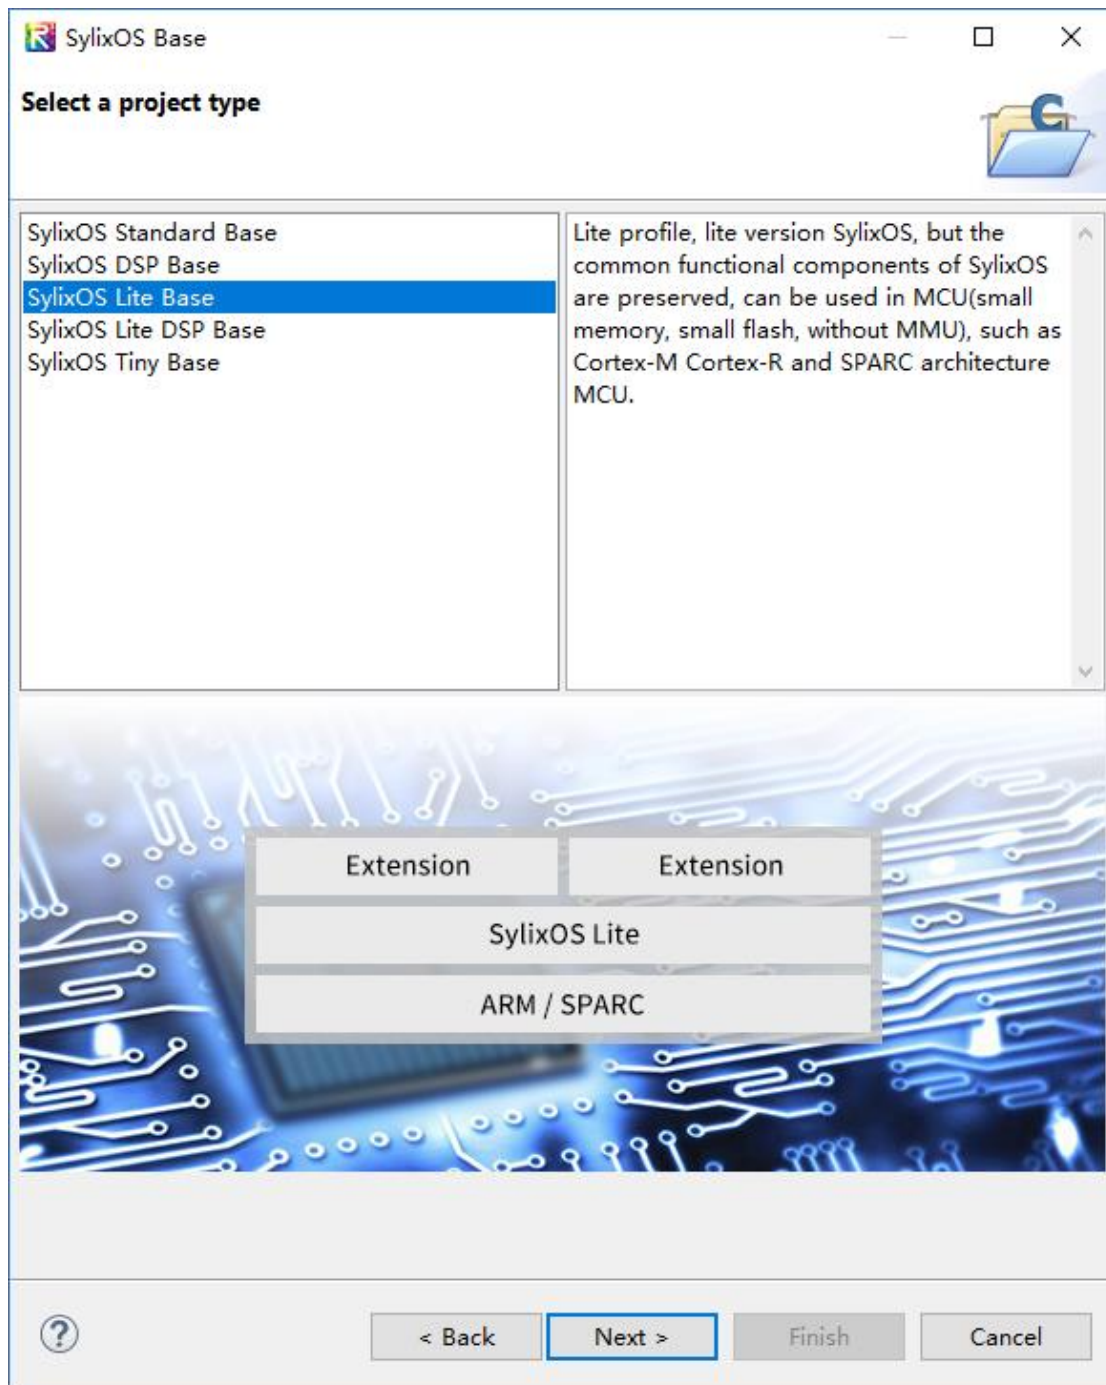 SylixOS Base
Select a project type
SylixOS Standard Base
SylixOS DSP Base
SylixOS Lite Base
SylixOS Lite DSP Base
SylixOS Tiny Base
Lite profile, lite version SylixOS, but the
common functional components of SylixOS
are preserved, can be used in MCU(small
memory, small flash, without MMU), such as
Cortex-M Cortex-R and SPARC architecture
MCU.
Extension
Extension
SylixOS Lite
ARM / SPARC
< Back
Next >
Finish
Cancel